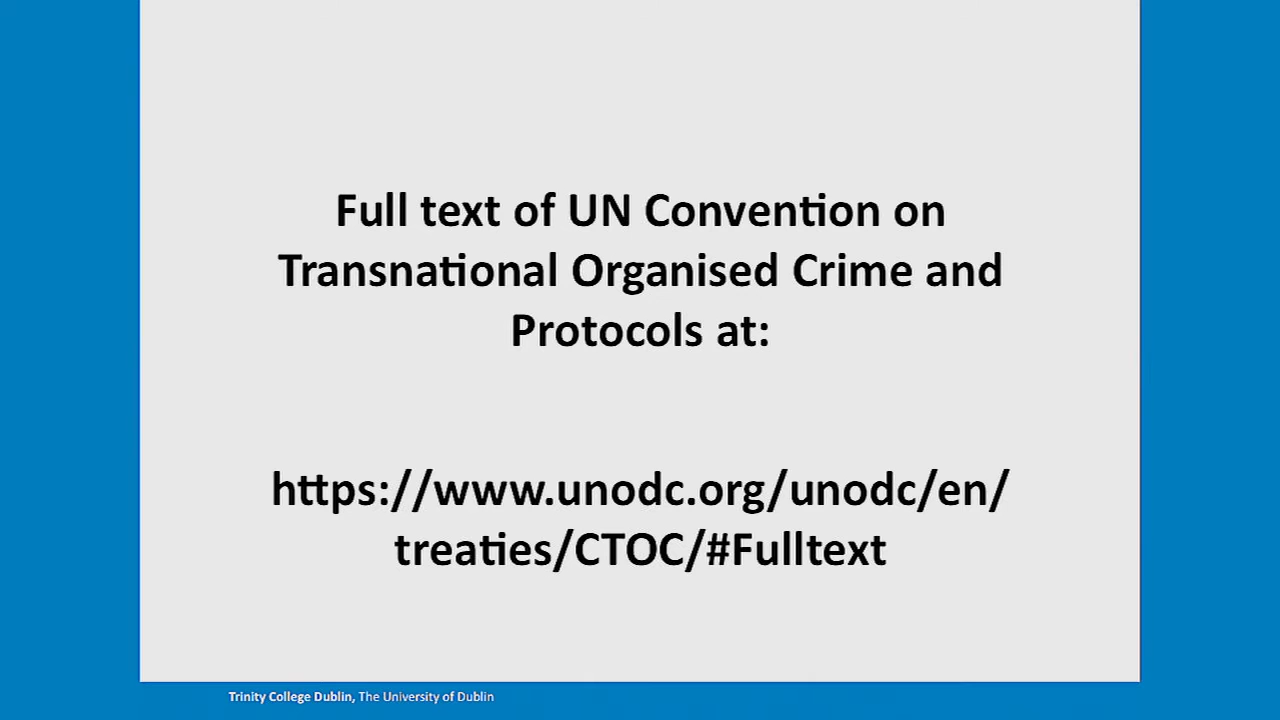 Full text of UN Convention on
Transnational Organised Crime and
Protocols at:
https://www.unodc.org/unodc/en/
treaties/CTOC/#Fulltext
Trinity College Dublin, The University of Dublin